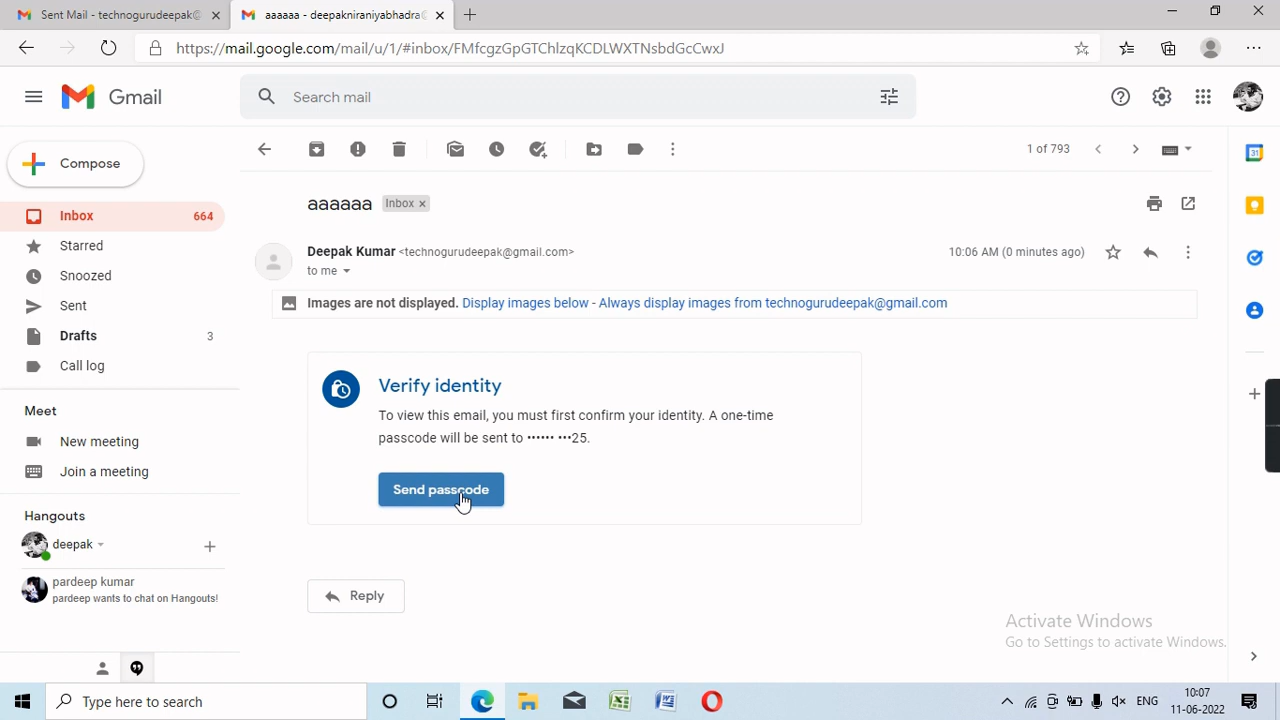 Sent Mail - technogurudeepak@
aaaaaa - deepakniraniyabhadra@
https://mail.google.com/mail/u/1/#inbox/FMfcgzGpGTChlzqKCDLWXTNsbdGcCwxJ
Gmail
Search mail
Compose
1 of 793
Inbox 664
Starred
Snoozed
Sent
Drafts 3
Call log
Meet
New meeting
Join a meeting
Hangouts
deepak
pardeep kumar
pardeep wants to chat on Hangouts!
aaaaaa Inbox x
Deepak Kumar <technogurudeepak@gmail.com> 10:06 AM (0 minutes ago)
to me
Images are not displayed. Display images below - Always display images from technogurudeepak@gmail.com
Verify identity
To view this email, you must first confirm your identity. A one-time
passcode will be sent to •••••• •••25.
Send passcode
Reply
31
Activate Windows
Go to Settings to activate Windows.
Type here to search
ENG
10:07
11-06-2022